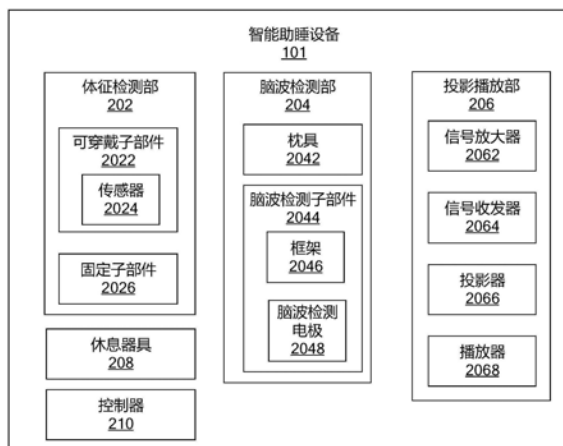 智能助睡设备
101
体征检测部
202
可穿戴子部件
2022
传感器
2024
固定子部件
2026
休息器具
208
控制器
210
脑波检测部
204
枕具
2042
脑波检测子部件
2044
框架
2046
脑波检测
电极
2048
投影播放部
206
信号放大器
2062
信号收发器
2064
投影器
2066
播放器
2068